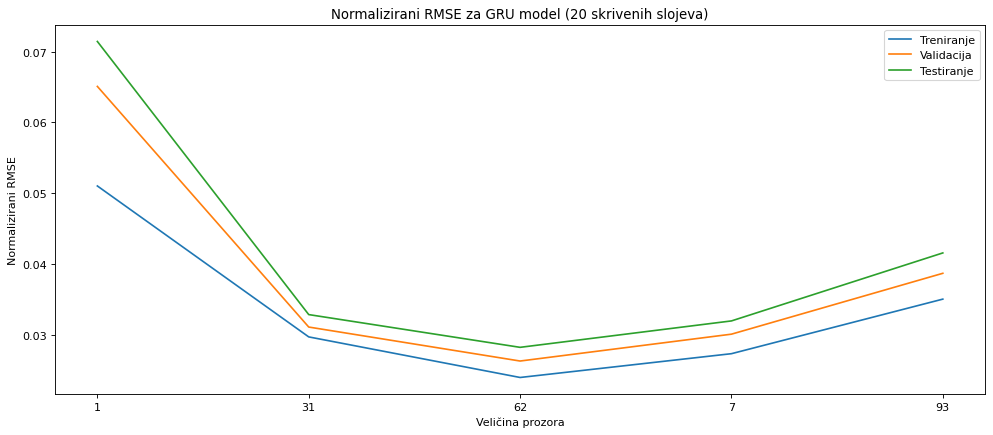 Normalizirani RMSE za GRU model (20 skrivenih slojeva)
Treniranje
Validacija
Testiranje
0.07
0.06
0.05
0.04
0.03
Normalizirani RMSE
1 31 62 7 93
Veličina prozora